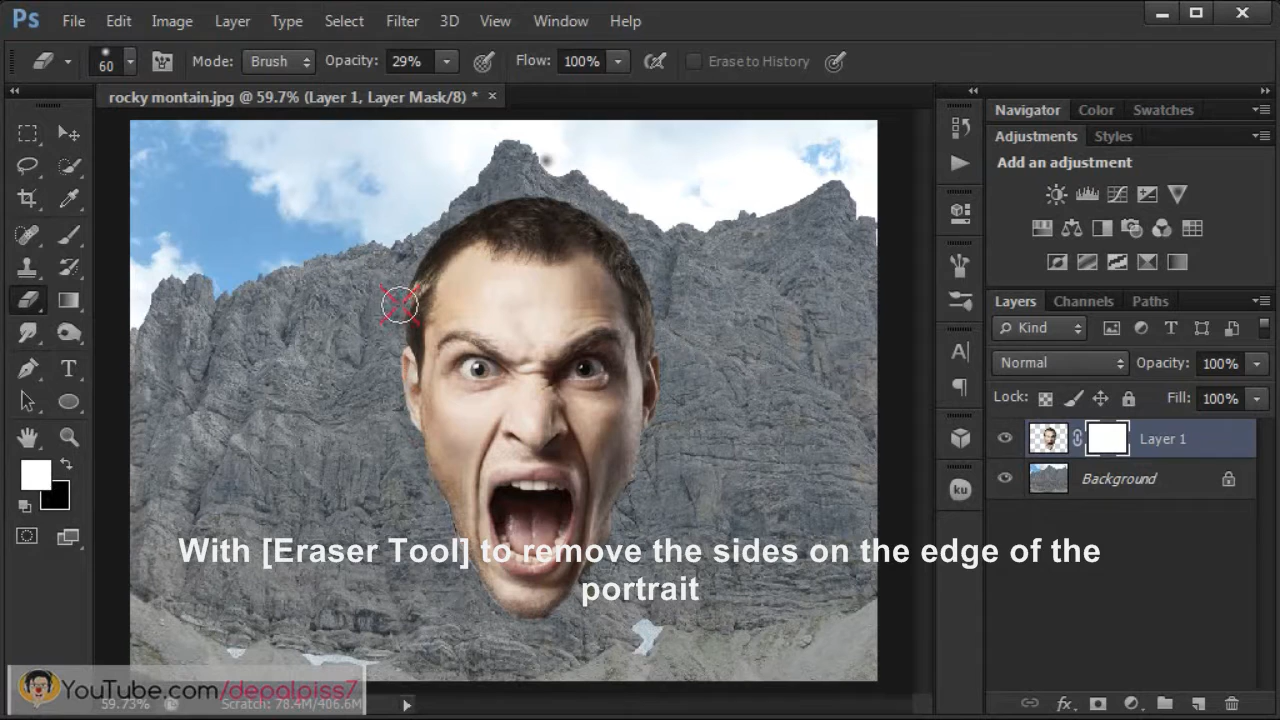 Ps File Edit Image Layer Type Select Filter 3D View Window Help
60 Mode: Brush Opacity: 29% Flow: 100% Erase to History
rocky montain.jpg @ 59.7% (Layer 1, Layer Mask/8) * ×
Navigator Color Swatches
Adjustments Styles
Add an adjustment
Layers Channels Paths
Kind
Normal Opacity: 100%
Lock: Fill: 100%
Layer 1
Background
ku
With [Eraser Tool] to remove the sides on the edge of the
portrait
YouTube.com/depalpiss7
59.73% Scratch: 78.4M/406.6M